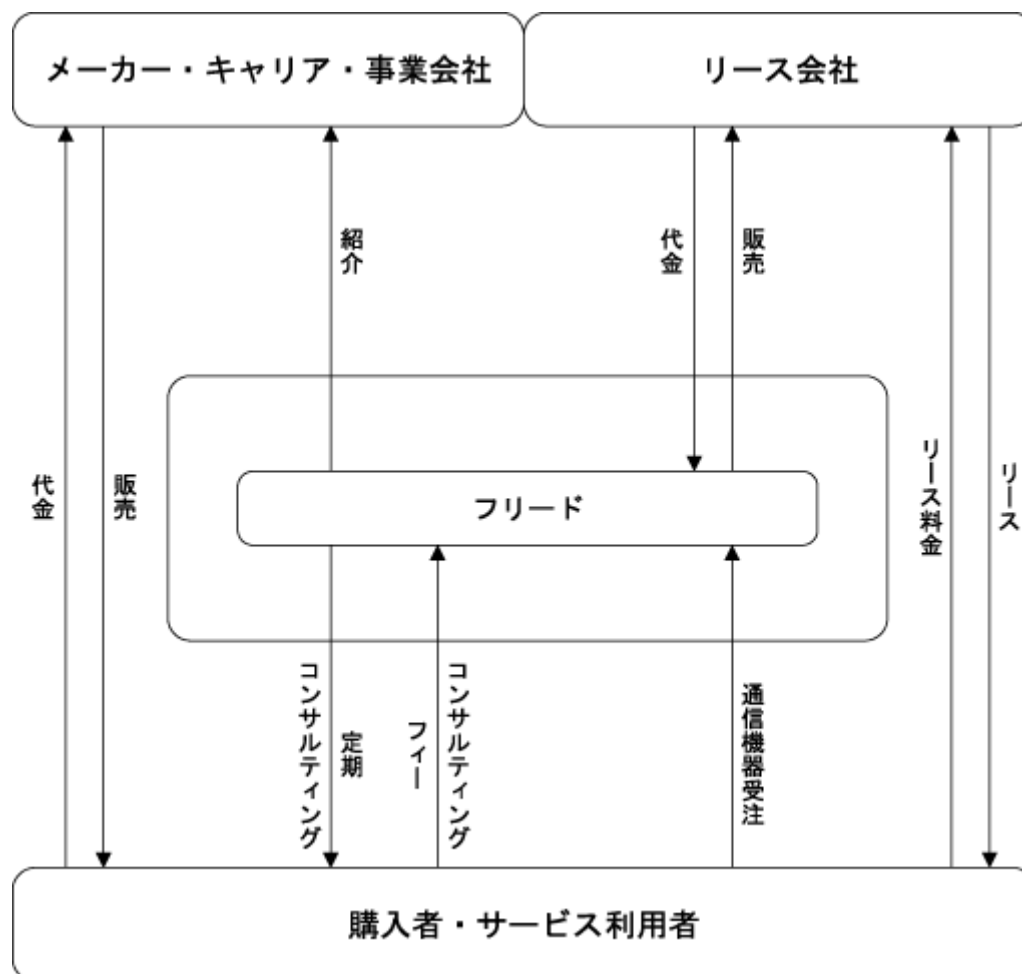 メーカー・キャリア・事業会社
リース会社
紹介
代金
販売
代金
販売
フリード
リース料金
リース
定期
コンサルティング
コンサルティング
フィー
通信機器受注
購入者・サービス利用者